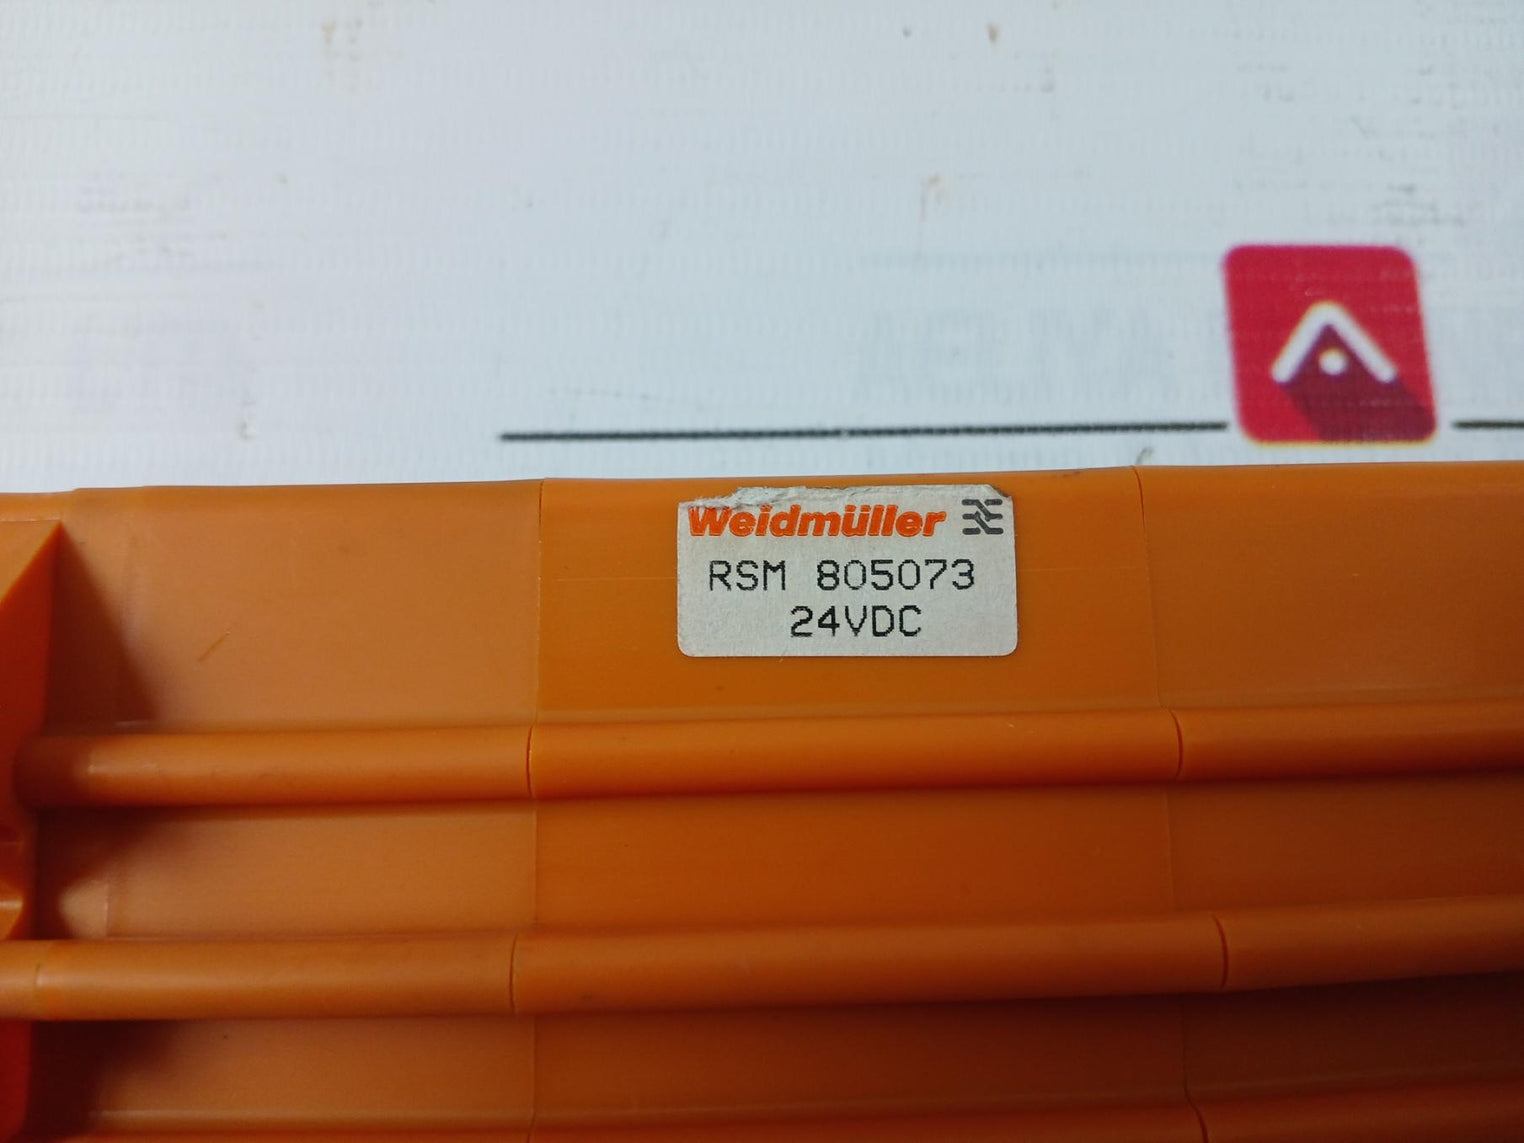 Weidmüller
RSM 805073
24VDC